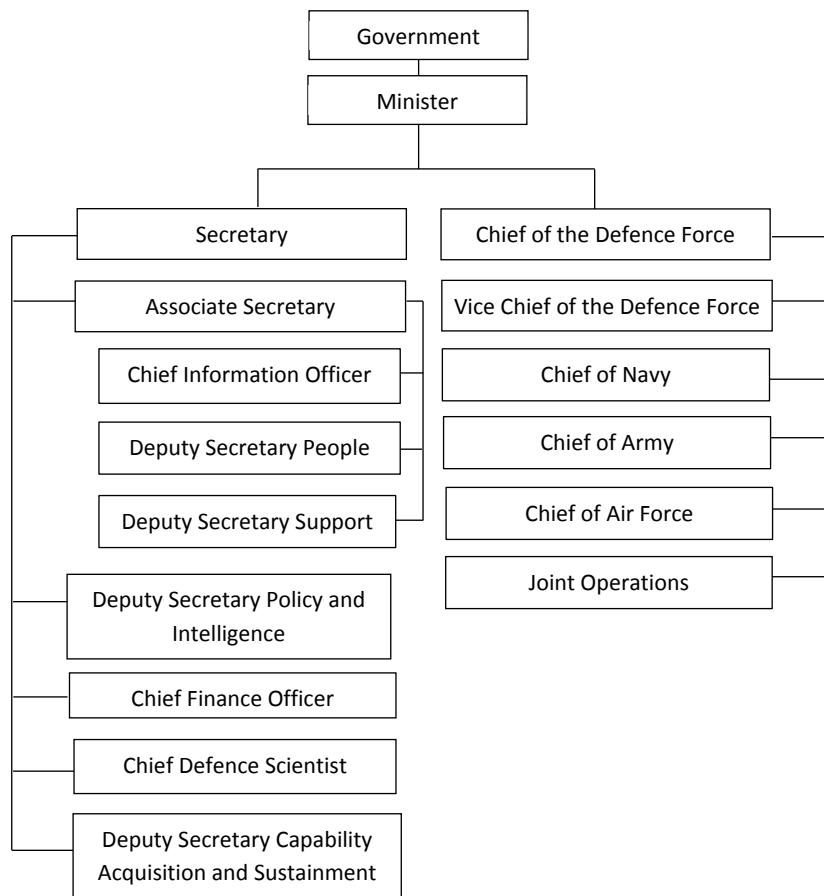 Government
Minister
Secretary
Associate Secretary
Chief Information Officer
Deputy Secretary People
Deputy Secretary Support
Deputy Secretary Policy and
Intelligence
Chief Finance Officer
Chief Defence Scientist
Deputy Secretary Capability
Acquisition and Sustainment
Chief of the Defence Force
Vice Chief of the Defence Force
Chief of Navy
Chief of Army
Chief of Air Force
Joint Operations